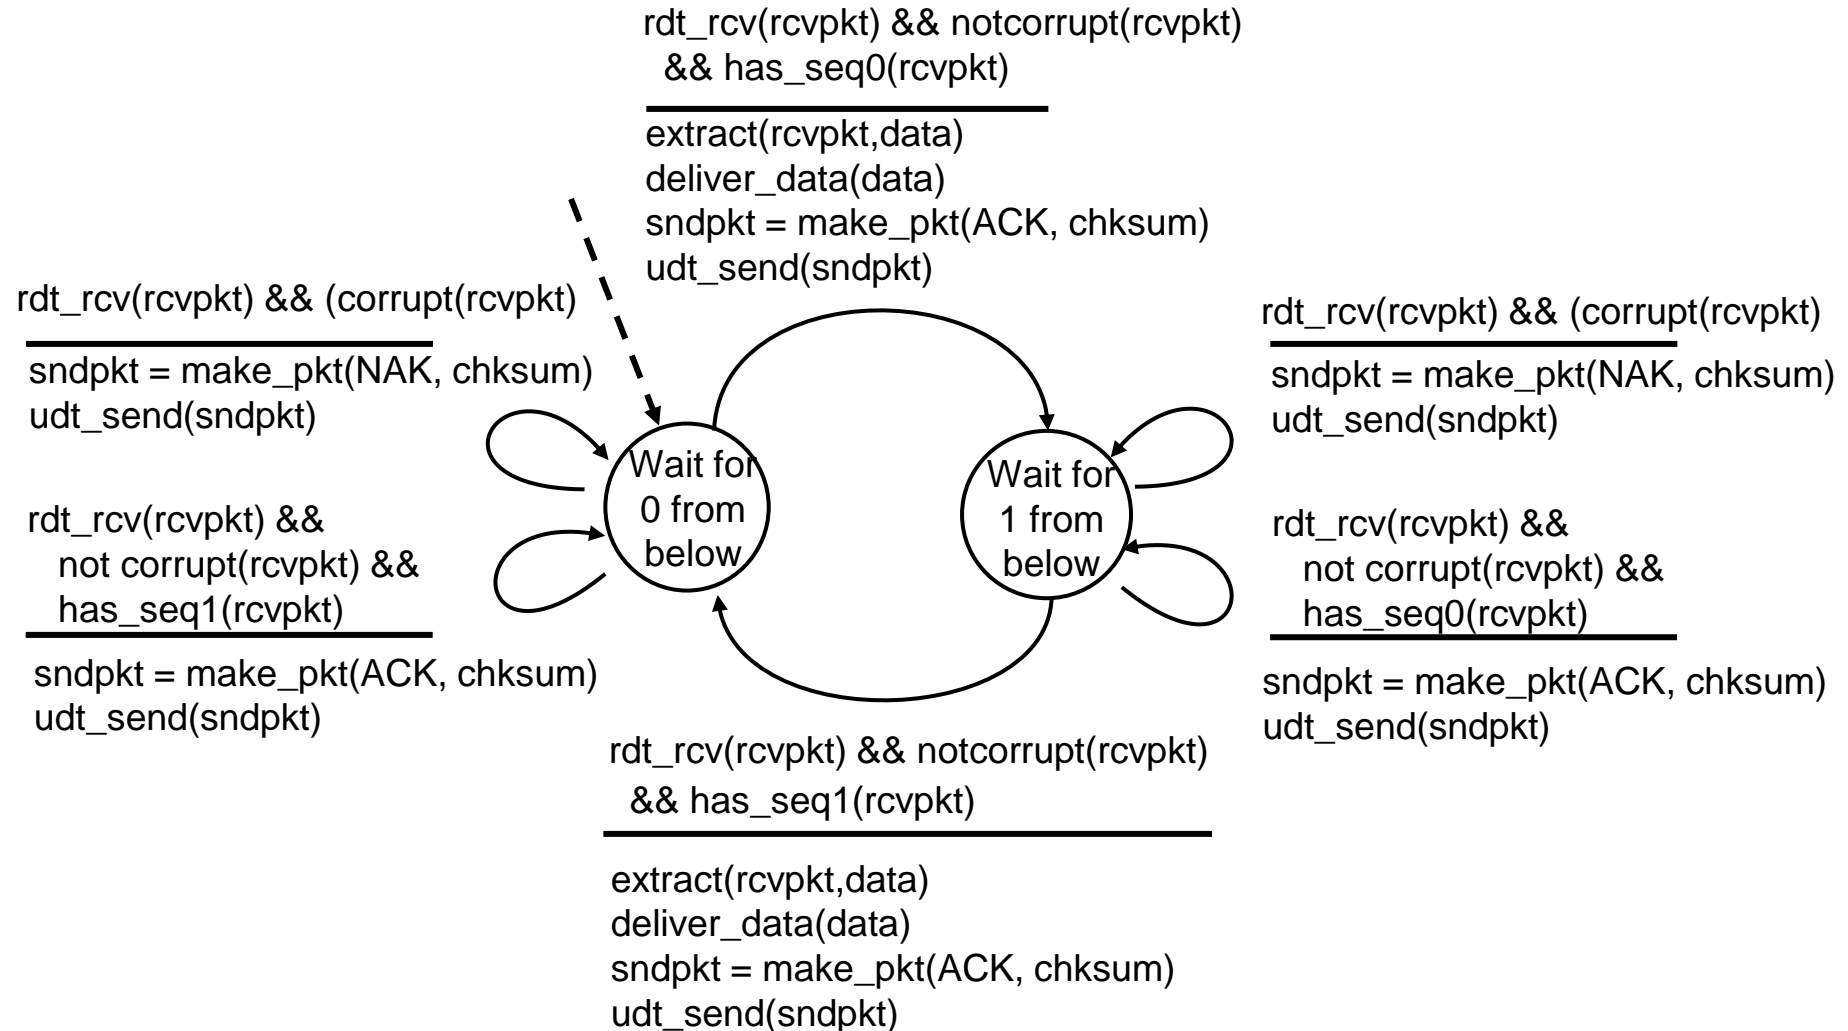 rdt_rcv(rcvpkt) && notcorrupt(rcvpkt)
&& has_seq0(rcvpkt)
extract(rcvpkt,data)
deliver_data(data)
sndpkt = make_pkt(ACK, chksum)
udt_send(sndpkt)
rdt_rcv(rcvpkt) && (corrupt(rcvpkt)
sndpkt = make_pkt(NAK, chksum)
udt_send(sndpkt)
rdt_rcv(rcvpkt) &&
not corrupt(rcvpkt) &&
has_seq1(rcvpkt)
sndpkt = make_pkt(ACK, chksum)
udt_send(sndpkt)
Wait for
0 from
below
Wait for
1 from
below
rdt_rcv(rcvpkt) && (corrupt(rcvpkt)
sndpkt = make_pkt(NAK, chksum)
udt_send(sndpkt)
rdt_rcv(rcvpkt) &&
not corrupt(rcvpkt) &&
has_seq0(rcvpkt)
sndpkt = make_pkt(ACK, chksum)
udt_send(sndpkt)
rdt_rcv(rcvpkt) && notcorrupt(rcvpkt)
&& has_seq1(rcvpkt)
extract(rcvpkt,data)
deliver_data(data)
sndpkt = make_pkt(ACK, chksum)
udt_send(sndpkt)